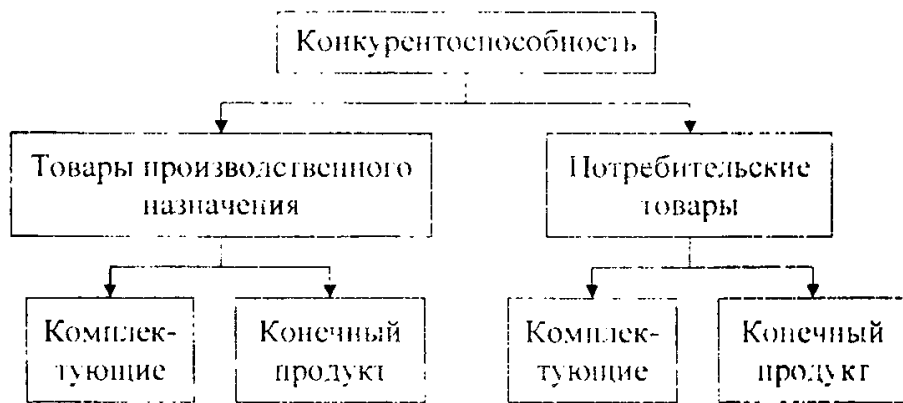 Конкурентоспособность
Товары производственного
назначения
Потребительские
товары
Комплек-
тующие
Конечный
продукт
Комплек-
тующие
Конечный
продукт